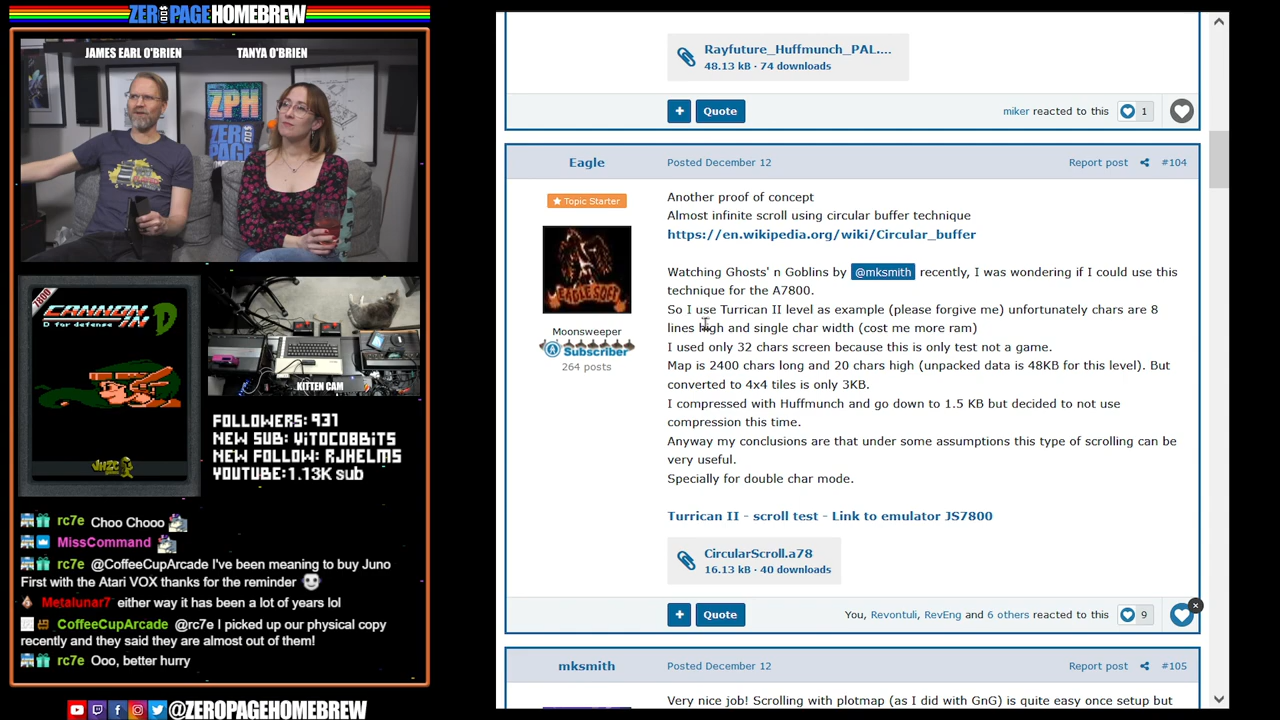 ZERO PAGE HOMEBREW
JAMES EARL O'BRIEN
TANYA O'BRIEN
ZPH
ZERO
PAGE
7800
CANNON
IN D
D for defense
KITTEN CAM
FOLLOWERS: 931
NEW SUB: VITOCO8BITS
NEW FOLLOW: RJHELMS
YOUTUBE: 1.13K sub
rc7e Choo Chooo
MissCommand
rc7e @CoffeeCupArcade I've been meaning to buy Juno
First with the Atari VOX thanks for the reminder
Metalunar7 either way it has been a lot of years lol
CoffeeCupArcade @rc7e I picked up our physical copy
recently and they said they are almost out of them!
rc7e Ooo, better hurry
@ZEROPAGEHOMEBREW
Rayfuture_Huffmunch_PAL....
48.13 kB · 74 downloads
+ Quote
miker reacted to this 1
Eagle
Posted December 12
Report post #104
Topic Starter
EAGLE SOFT
Moonsweeper
Subscriber
264 posts
Another proof of concept
Almost infinite scroll using circular buffer technique
https://en.wikipedia.org/wiki/Circular_buffer
Watching Ghosts' n Goblins by @mksmith recently, I was wondering if I could use this
technique for the A7800.
So I use Turrican II level as example (please forgive me) unfortunately chars are 8
lines high and single char width (cost me more ram)
I used only 32 chars screen because this is only test not a game.
Map is 2400 chars long and 20 chars high (unpacked data is 48KB for this level). But
converted to 4x4 tiles is only 3KB.
I compressed with Huffmunch and go down to 1.5 KB but decided to not use
compression this time.
Anyway my conclusions are that under some assumptions this type of scrolling can be
very useful.
Specially for double char mode.
Turrican II - scroll test - Link to emulator JS7800
CircularScroll.a78
16.13 kB · 40 downloads
+ Quote
You, Revontuli, RevEng and 6 others reacted to this 9
mksmith
Posted December 12
Report post #105
Very nice job! Scrolling with plotmap (as I did with GnG) is quite easy once setup but